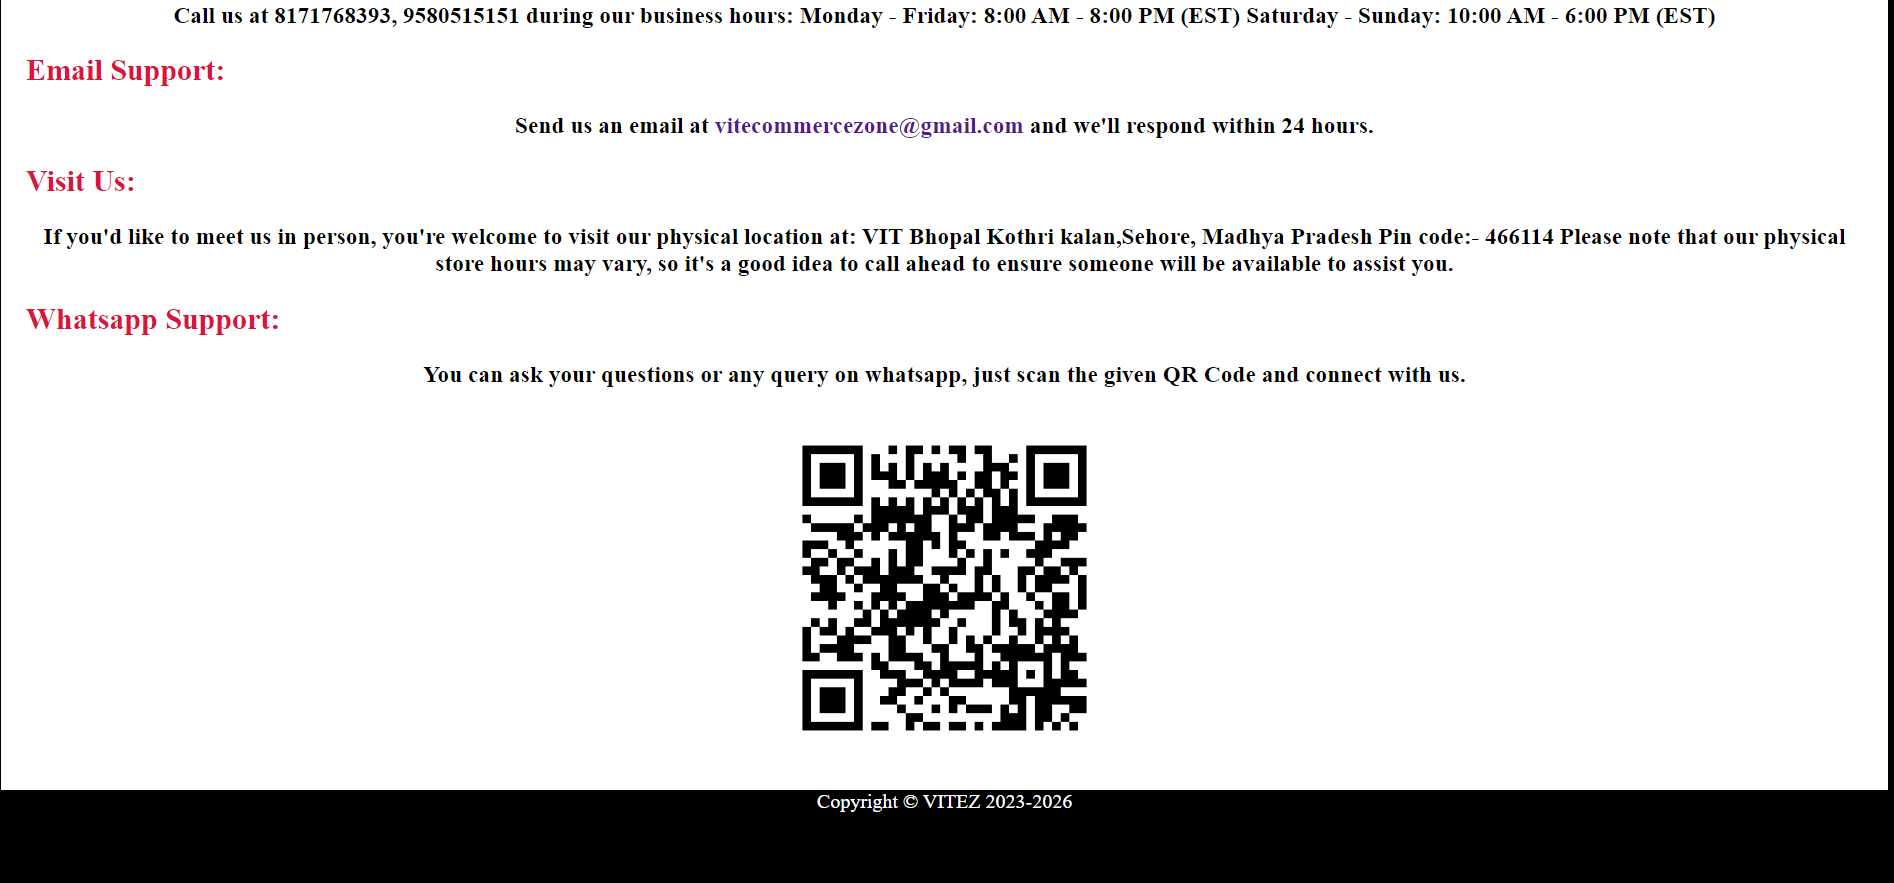 Call us at 8171768393, 9580515151 during our business hours: Monday - Friday: 8:00 AM - 8:00 PM (EST) Saturday - Sunday: 10:00 AM - 6:00 PM (EST)
Email Support:
Send us an email at vitecommercezone@gmail.com and we'll respond within 24 hours.
Visit Us:
If you'd like to meet us in person, you're welcome to visit our physical location at: VIT Bhopal Kothri kalan,Sehore, Madhya Pradesh Pin code:- 466114 Please note that our physical
store hours may vary, so it's a good idea to call ahead to ensure someone will be available to assist you.
Whatsapp Support:
You can ask your questions or any query on whatsapp, just scan the given QR Code and connect with us.
Copyright © VITEZ 2023-2026